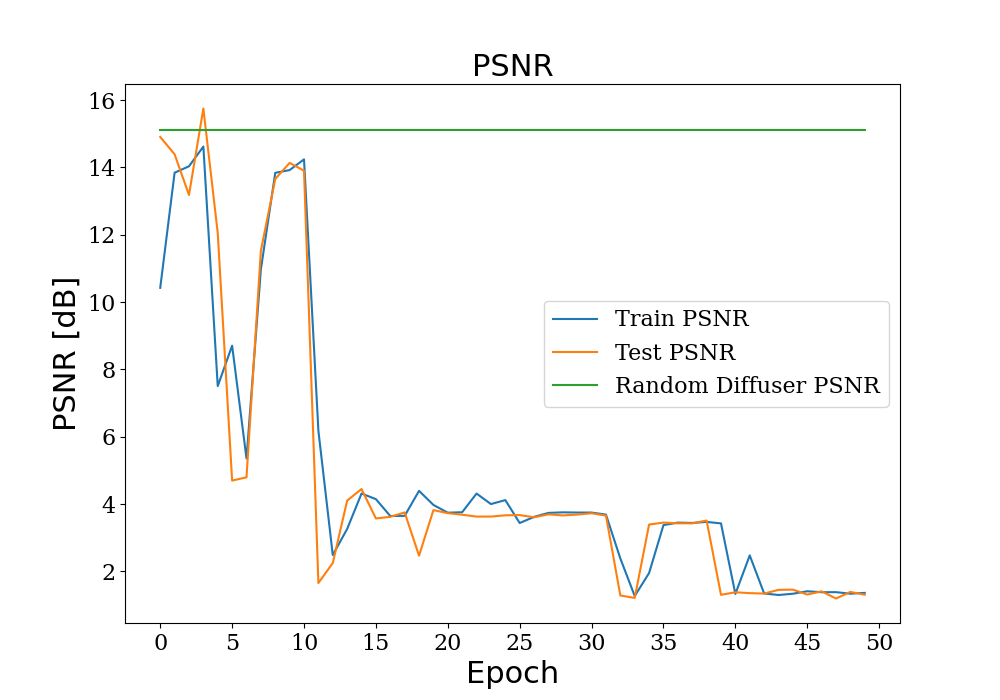 PSNR
16
14
12
10
8
6
4
2
PSNR [dB]
Train PSNR
Test PSNR
Random Diffuser PSNR
0 5 10 15 20 25 30 35 40 45 50
Epoch